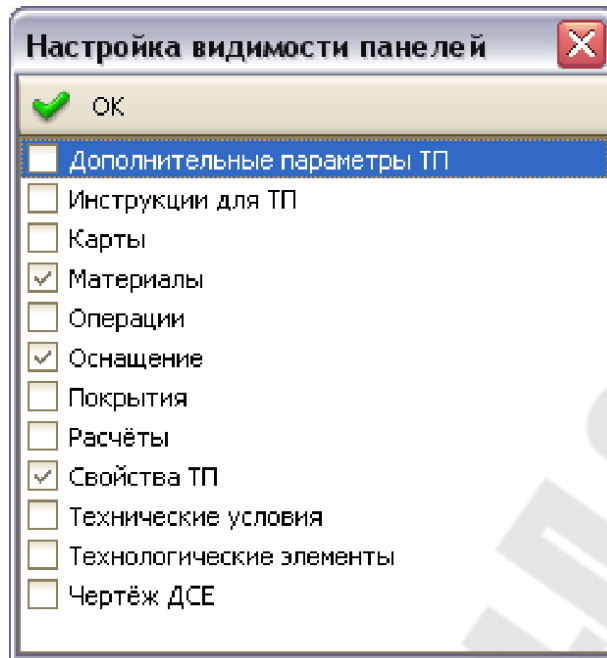 Настройка видимости панелей
ОК
Дополнительные параметры ТП
Инструкции для ТП
Карты
Материалы
Операции
Оснащение
Покрытия
Расчёты
Свойства ТП
Технические условия
Технологические элементы
Чертёж ДСЕ